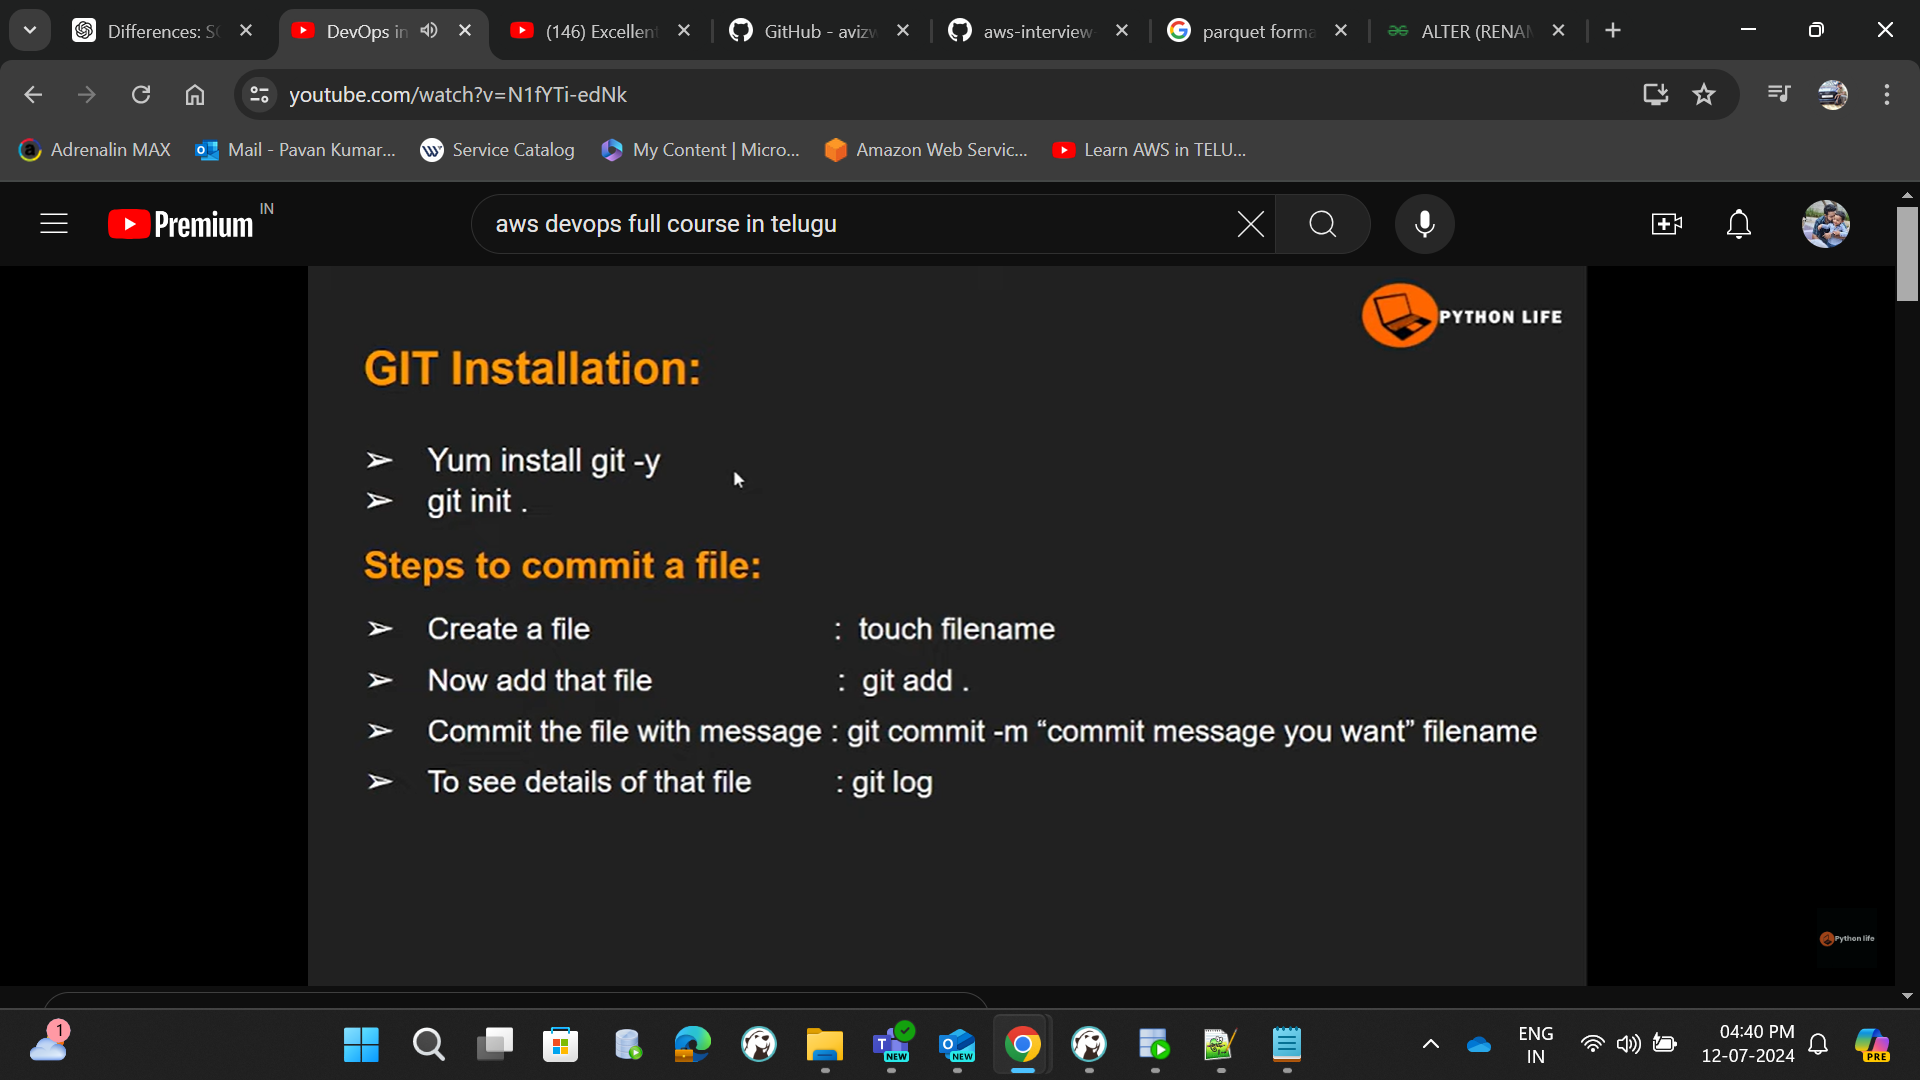 Differences: S
DevOps in
(146) Excellen
GitHub - avizw
aws-interview-
parquet forma
ALTER (RENA
youtube.com/watch?v=N1fYTi-edNk
Adrenalin MAX
Mail - Pavan Kumar...
Service Catalog
My Content | Micro...
Amazon Web Servic...
Learn AWS in TELU...
Premium IN
aws devops full course in telugu
PYTHON LIFE
GIT Installation:
➢ Yum install git -y
➢ git init .
Steps to commit a file:
➢ Create a file : touch filename
➢ Now add that file : git add .
➢ Commit the file with message : git commit -m “commit message you want” filename
➢ To see details of that file : git log
Python life
1
NEW
NEW
ENG
IN
04:40 PM
12-07-2024
PRE